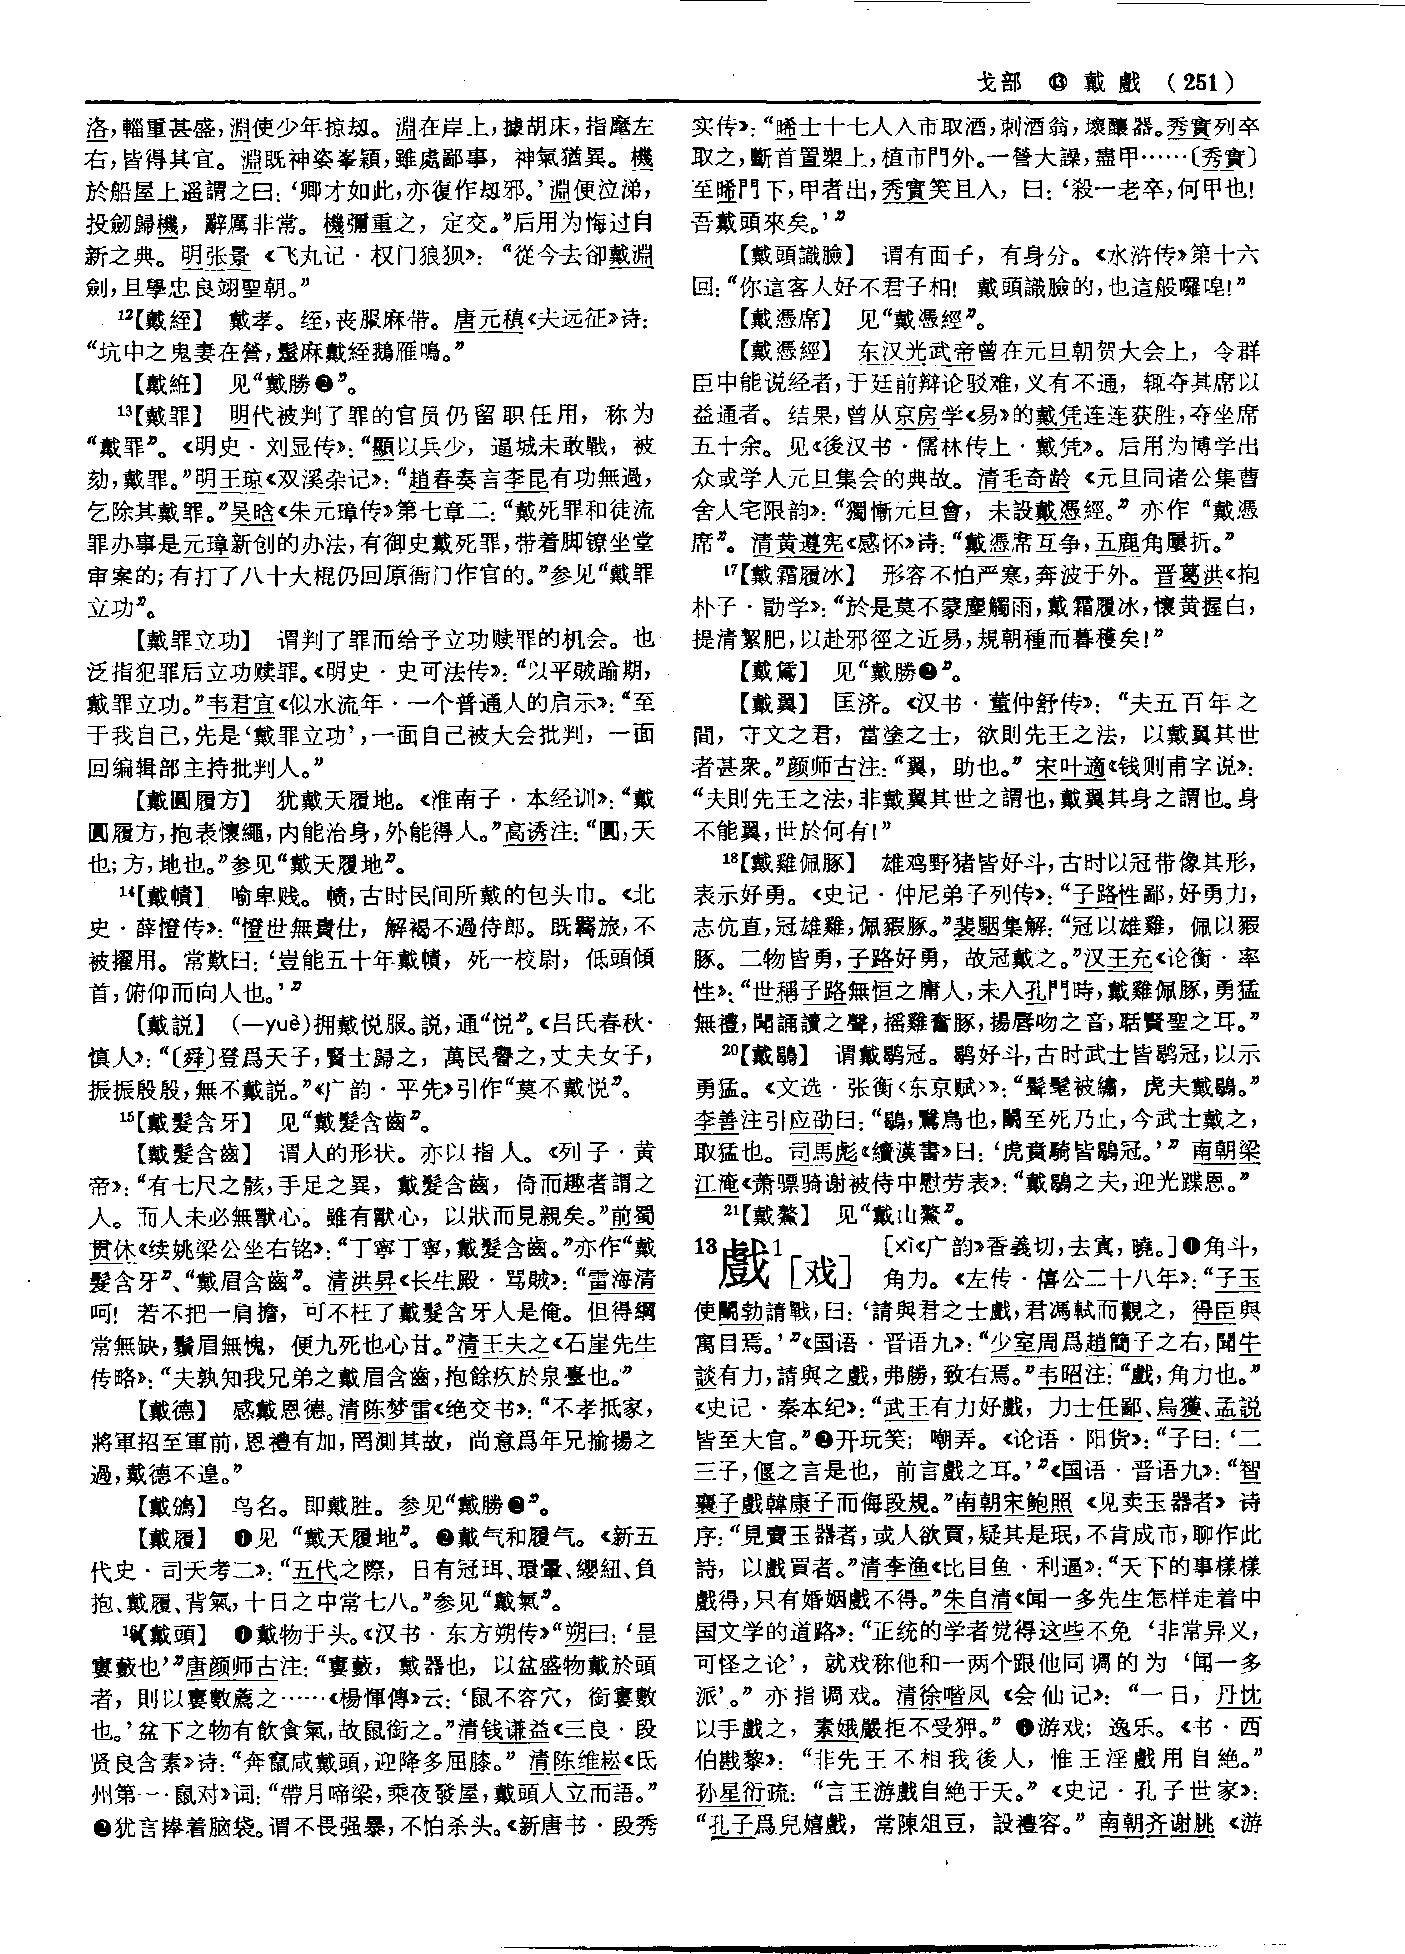 戈部 ⓭ 戴 戲 （251）
洛，輜重甚盛，淵使少年掠刼。淵在岸上，據胡床，指麾左
右，皆得其宜。淵既神姿峯穎，雖處鄙事，神氣猶異。機
於船屋上遥謂之曰：‘卿才如此，亦復作刼邪。’淵便泣涕，
投劒歸機，辭厲非常。機彌重之，定交。”后用为悔过自
新之典。明张景《飞丸记·权门狼狈》：“從今去卻戴淵
劍，且學忠良翊聖朝。”
12【戴絰】 戴孝。绖，丧服麻带。唐元稹《夫远征》诗：
“坑中之鬼妻在營，髽麻戴絰鵝雁鳴。”
【戴絍】 见“戴勝❷”。
13【戴罪】 明代被判了罪的官员仍留职任用，称为
“戴罪”。《明史·刘显传》：“顯以兵少，逼城未敢戰，被
劾，戴罪。”明王琼《双溪杂记》：“趙春奏言李昆有功無過，
乞除其戴罪。”吴晗《朱元璋传》第七章二：“戴死罪和徒流
罪办事是元璋新创的办法，有御史戴死罪，带着脚镣坐堂
审案的；有打了八十大棍仍回原衙门作官的。”参见“戴罪
立功”。
【戴罪立功】 谓判了罪而给予立功赎罪的机会。也
泛指犯罪后立功赎罪。《明史·史可法传》：“以平賊踰期，
戴罪立功。”韦君宜《似水流年·一个普通人的启示》：“至
于我自己，先是‘戴罪立功’，一面自己被大会批判，一面
回编辑部主持批判人。”
【戴圓履方】 犹戴天履地。《淮南子·本经训》：“戴
圓履方，抱表懷繩，内能治身，外能得人。”高诱注：“圓，天
也；方，地也。”参见“戴天履地”。
14【戴幘】 喻卑贱。帻，古时民间所戴的包头巾。《北
史·薛憕传》：“憕世無貴仕，解褐不過侍郎。既羇旅，不
被擢用。常歎曰：‘豈能五十年戴幘，死一校尉，低頭傾
首，俯仰而向人也。’”
【戴説】 （—yuè）拥戴悦服。説，通“悦”。《吕氏春秋·
慎人》：“〔舜〕登爲天子，賢士歸之，萬民譽之，丈夫女子，
振振殷殷，無不戴説。”《广韵·平先》引作“莫不戴悦”。
15【戴髮含牙】 见“戴髮含齒”。
【戴髮含齒】 谓人的形状。亦以指人。《列子·黄
帝》：“有七尺之骸，手足之異，戴髮含齒，倚而趣者謂之
人。而人未必無獸心。雖有獸心，以狀而見親矣。”前蜀
贯休《续姚梁公坐右铭》：“丁寧丁寧，戴髮含齒。”亦作“戴
髮含牙”、“戴眉含齒”。清洪昇《长生殿·骂贼》：“雷海清
呵！若不把一肩擔，可不枉了戴髮含牙人是俺。但得綱
常無缺，鬚眉無愧，便九死也心甘。”清王夫之《石崖先生
传略》：“夫孰知我兄弟之戴眉含齒，抱餘疚於泉臺也。”
【戴德】 感戴恩德。清陈梦雷《绝交书》：“不孝抵家，
將軍招至軍前，恩禮有加，罔測其故，尚意爲年兄揄揚之
過，戴德不遑。”
【戴鵀】 鸟名。即戴胜。参见“戴勝❷”。
【戴履】 ❶见“戴天履地”。❷戴气和履气。《新五
代史·司天考二》：“五代之際，日有冠珥、環暈、纓紐、負
抱、戴履、背氣，十日之中常七八。”参见“戴氣”。
16【戴頭】 ❶戴物于头。《汉书·东方朔传》“朔曰：‘是
寠藪也’”唐颜师古注：“寠藪，戴器也，以盆盛物戴於頭
者，則以寠數薦之……《楊惲傳》云：‘鼠不容穴，銜寠數
也。’盆下之物有飲食氣，故鼠銜之。”清钱谦益《三良·段
贤良含素》诗：“奔竄咸戴頭，迎降多屈膝。”清陈维崧《氐
州第一·鼠对》词：“帶月啼梁，乘夜發屋，戴頭人立而語。”
❷犹言捧着脑袋。谓不畏强暴，不怕杀头。《新唐书·段秀
实传》：“晞士十七人入市取酒，刺酒翁，壞釀器。秀實列卒
取之，斷首置槊上，植市門外。一營大譟，盡甲……〔秀實〕
至晞門下，甲者出，秀實笑且入，曰：‘殺一老卒，何甲也！
吾戴頭來矣。’”
【戴頭識臉】 谓有面子，有身分。《水浒传》第十六
回：“你這客人好不君子相！戴頭識臉的，也這般囉唣！”
【戴憑席】 见“戴憑經”。
【戴憑經】 东汉光武帝曾在元旦朝贺大会上，令群
臣中能说经者，于廷前辩论驳难，义有不通，辄夺其席以
益通者。结果，曾从京房学《易》的戴凭连连获胜，夺坐席
五十余。见《後汉书·儒林传上·戴凭》。后用为博学出
众或学人元旦集会的典故。清毛奇龄《元旦同诸公集曹
舍人宅限韵》：“獨慚元旦會，未設戴憑經。”亦作“戴憑
席”。清黄遵宪《感怀》诗：“戴憑席互争，五鹿角屢折。”
17【戴霜履冰】 形容不怕严寒，奔波于外。晋葛洪《抱
朴子·勖学》：“於是莫不蒙塵觸雨，戴霜履冰，懷黄握白，
提清絜肥，以赴邪徑之近易，規朝種而暮穫矣！”
【戴鵀】 见“戴勝❷”。
【戴翼】 匡济。《汉书·董仲舒传》：“夫五百年之
間，守文之君，當塗之士，欲則先王之法，以戴翼其世
者甚衆。”颜师古注：“翼，助也。”宋叶適《钱则甫字说》：
“夫則先王之法，非戴翼其世之謂也，戴翼其身之謂也。身
不能翼，世於何有！”
18【戴雞佩豚】 雄鸡野猪皆好斗，古时以冠带像其形，
表示好勇。《史记·仲尼弟子列传》：“子路性鄙，好勇力，
志伉直，冠雄雞，佩豭豚。”裴駰集解：“冠以雄雞，佩以豭
豚。二物皆勇，子路好勇，故冠戴之。”汉王充《论衡·率
性》：“世稱子路無恒之庸人，未入孔門時，戴雞佩豚，勇猛
無禮，聞誦讀之聲，摇雞奮豚，揚唇吻之音，聒賢聖之耳。”
20【戴鶡】 谓戴鹖冠。鹖好斗，古时武士皆鹖冠，以示
勇猛。《文选·张衡〈东京赋〉》：“髶髦被繡，虎夫戴鶡。”
李善注引应劭曰：“鶡，鷙鳥也，鬭至死乃止，今武士戴之，
取猛也。司馬彪《續漢書》曰：‘虎賁騎皆鶡冠。’”南朝梁
江淹《萧骠骑谢被侍中慰劳表》：“戴鶡之夫，迎光蹀恩。”
21【戴鰲】 见“戴山鰲”。
13戲1［戏］ ［xì《广韵》香義切，去寘，曉。］❶角斗，
角力。《左传·僖公二十八年》：“子玉
使鬭勃請戰，曰：‘請與君之士戲，君馮軾而觀之，得臣與
寓目焉。’”《国语·晋语九》：“少室周爲趙簡子之右，聞牛
談有力，請與之戲，弗勝，致右焉。”韦昭注：“戲，角力也。”
《史记·秦本纪》：“武王有力好戲，力士任鄙、烏獲、孟説
皆至大官。”❷开玩笑；嘲弄。《论语·阳货》：“子曰：‘二
三子，偃之言是也，前言戲之耳。’”《国语·晋语九》：“智
襄子戲韓康子而侮段規。”南朝宋鲍照《见卖玉器者》诗
序：“見賣玉器者，或人欲買，疑其是珉，不肯成市，聊作此
詩，以戲買者。”清李渔《比目鱼·利逼》：“天下的事樣樣
戲得，只有婚姻戲不得。”朱自清《闻一多先生怎样走着中
国文学的道路》：“正统的学者觉得这些不免‘非常异义，
可怪之论’，就戏称他和一两个跟他同调的为‘闻一多
派’。”亦指调戏。清徐喈凤《会仙记》：“一日，丹忱
以手戲之，素娥嚴拒不受狎。”❸游戏；逸乐。《书·西
伯戡黎》：“非先王不相我後人，惟王淫戲用自絶。”
孙星衍疏：“言王游戲自絶于天。”《史记·孔子世家》：
“孔子爲兒嬉戲，常陳俎豆，設禮容。”南朝齐谢朓《游